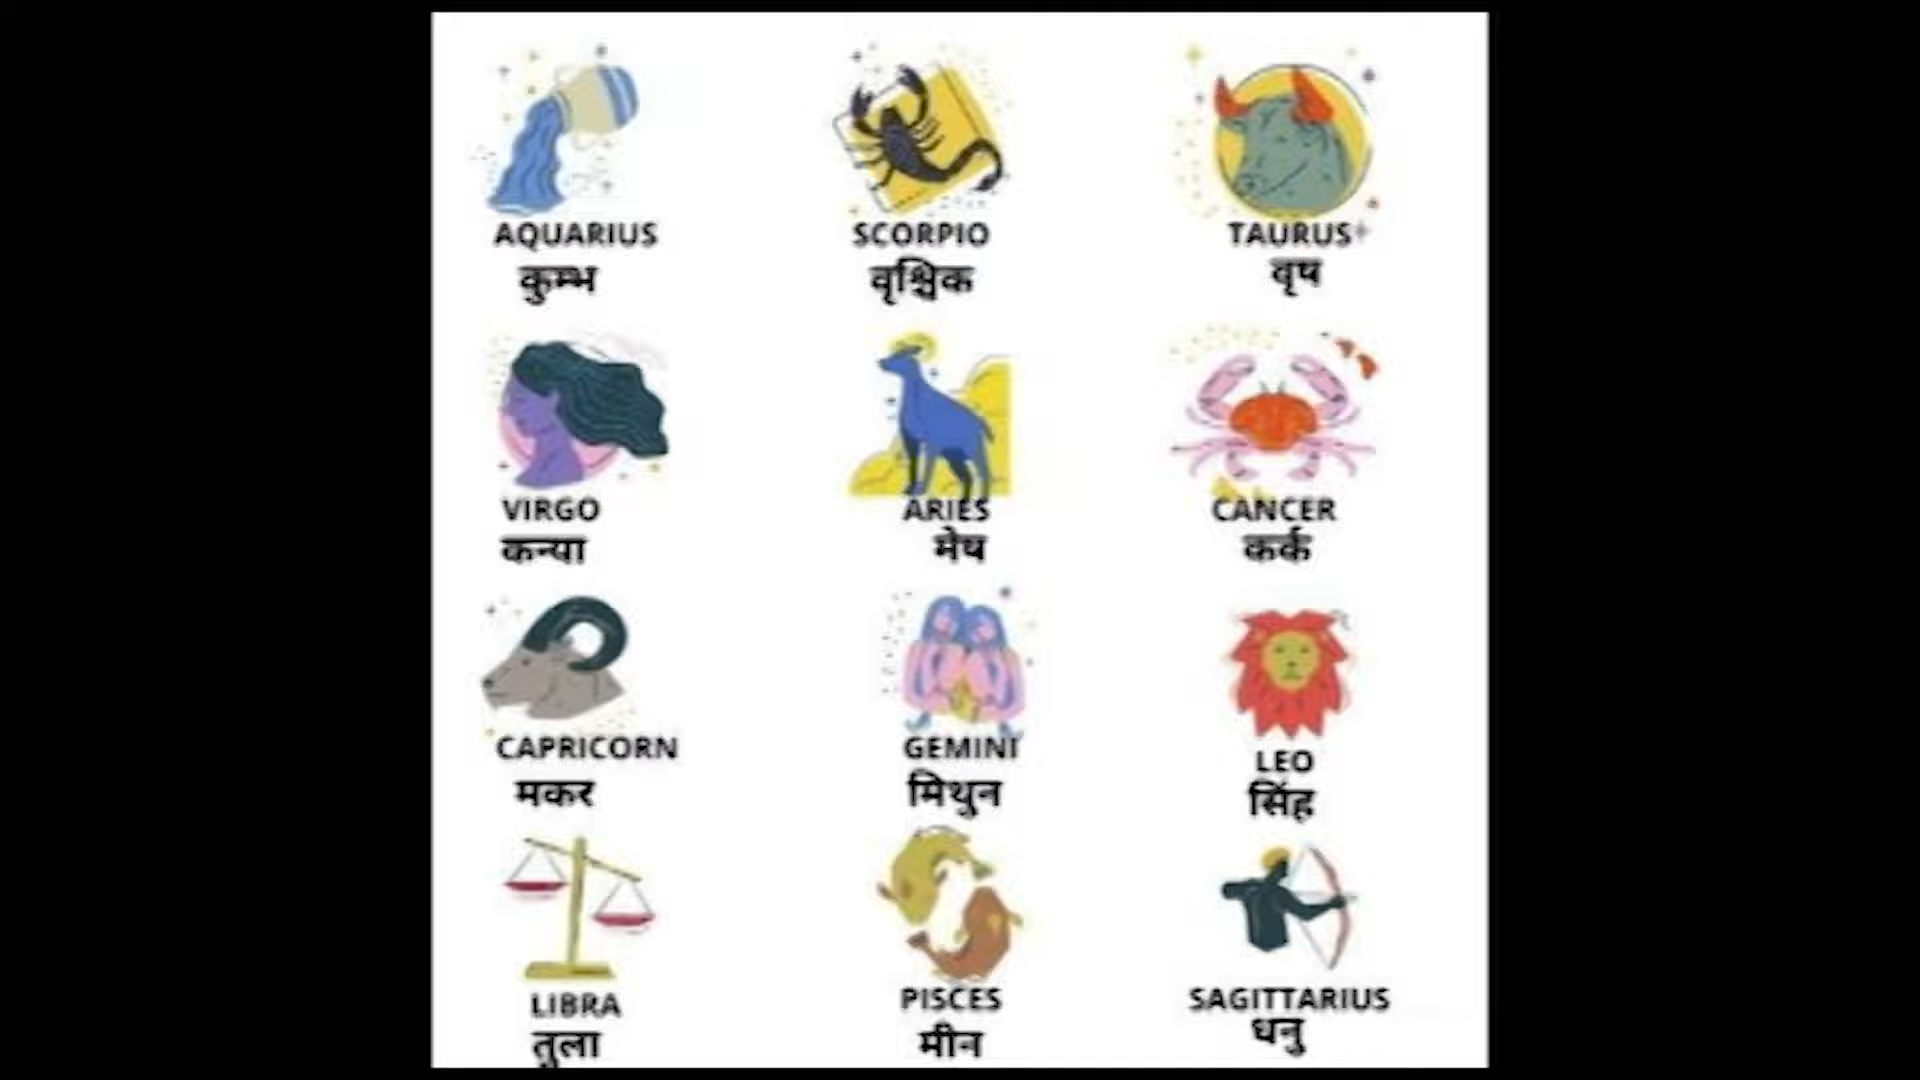 AQUARIUS
कुम्भ
SCORPIO
वृश्चिक
TAURUS
वृष
VIRGO
कन्या
ARIES
मेष
CANCER
कर्क
CAPRICORN
मकर
GEMINI
मिथुन
LEO
सिंह
LIBRA
तुला
PISCES
मीन
SAGITTARIUS
धनु